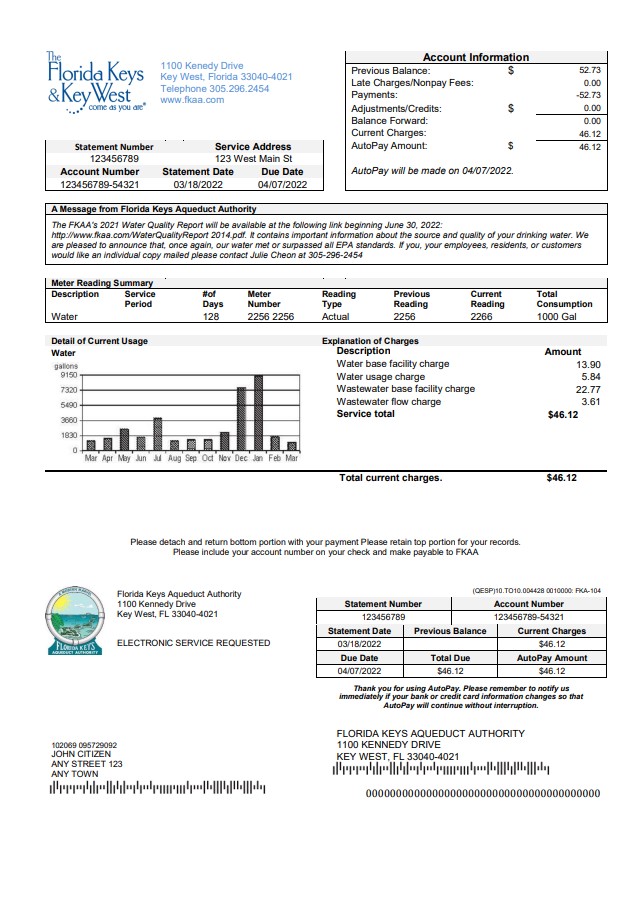 The
Florida Keys
& Key West
come as you are®
1100 Kenedy Drive
Key West, Florida 33040-4021
Telephone 305.296.2454
www.fkaa.com
Account Information
Previous Balance: $ 52.73
Late Charges/Nonpay Fees: 0.00
Payments: -52.73
Adjustments/Credits: $ 0.00
Balance Forward: 0.00
Current Charges: 46.12
AutoPay Amount: $ 46.12
AutoPay will be made on 04/07/2022.
Statement Number Service Address
123456789 123 West Main St
Account Number Statement Date Due Date
123456789-54321 03/18/2022 04/07/2022
A Message from Florida Keys Aqueduct Authority
The FKAA's 2021 Water Quality Report will be available at the following link beginning June 30, 2022:
http://www.fkaa.com/WaterQualityReport 2014.pdf. It contains important information about the source and quality of your drinking water. We
are pleased to announce that, once again, our water met or surpassed all EPA standards. If you, your employees, residents, or customers
would like an individual copy mailed please contact Julie Cheon at 305-296-2454
Meter Reading Summary
Description Service #of Meter Reading Previous Current Total
Period Days Number Type Reading Reading Consumption
Water 128 2256 2256 Actual 2256 2266 1000 Gal
Detail of Current Usage
Water
gallons
9150
7320
5490
3660
1830
0
Mar Apr May Jun Jul Aug Sep Oct Nov Dec Jan Feb Mar
Explanation of Charges
Description Amount
Water base facility charge 13.90
Water usage charge 5.84
Wastewater base facility charge 22.77
Wastewater flow charge 3.61
Service total $46.12
Total current charges. $46.12
Please detach and return bottom portion with your payment Please retain top portion for your records.
Please include your account number on your check and make payable to FKAA
FLORIDA KEYS
AQUEDUCT AUTHORITY
Florida Keys Aqueduct Authority
1100 Kennedy Drive
Key West, FL 33040-4021
ELECTRONIC SERVICE REQUESTED
(QESP)10.TO10.004428 0010000: FKA-104
Statement Number Account Number
123456789 123456789-54321
Statement Date Previous Balance Current Charges
03/18/2022 $46.12
Due Date Total Due AutoPay Amount
04/07/2022 $46.12 $46.12
Thank you for using AutoPay. Please remember to notify us
immediately if your bank or credit card information changes so that
AutoPay will continue without interruption.
102069 095729092
JOHN CITIZEN
ANY STREET 123
ANY TOWN
FLORIDA KEYS AQUEDUCT AUTHORITY
1100 KENNEDY DRIVE
KEY WEST, FL 33040-4021
0000000000000000000000000000000000000000